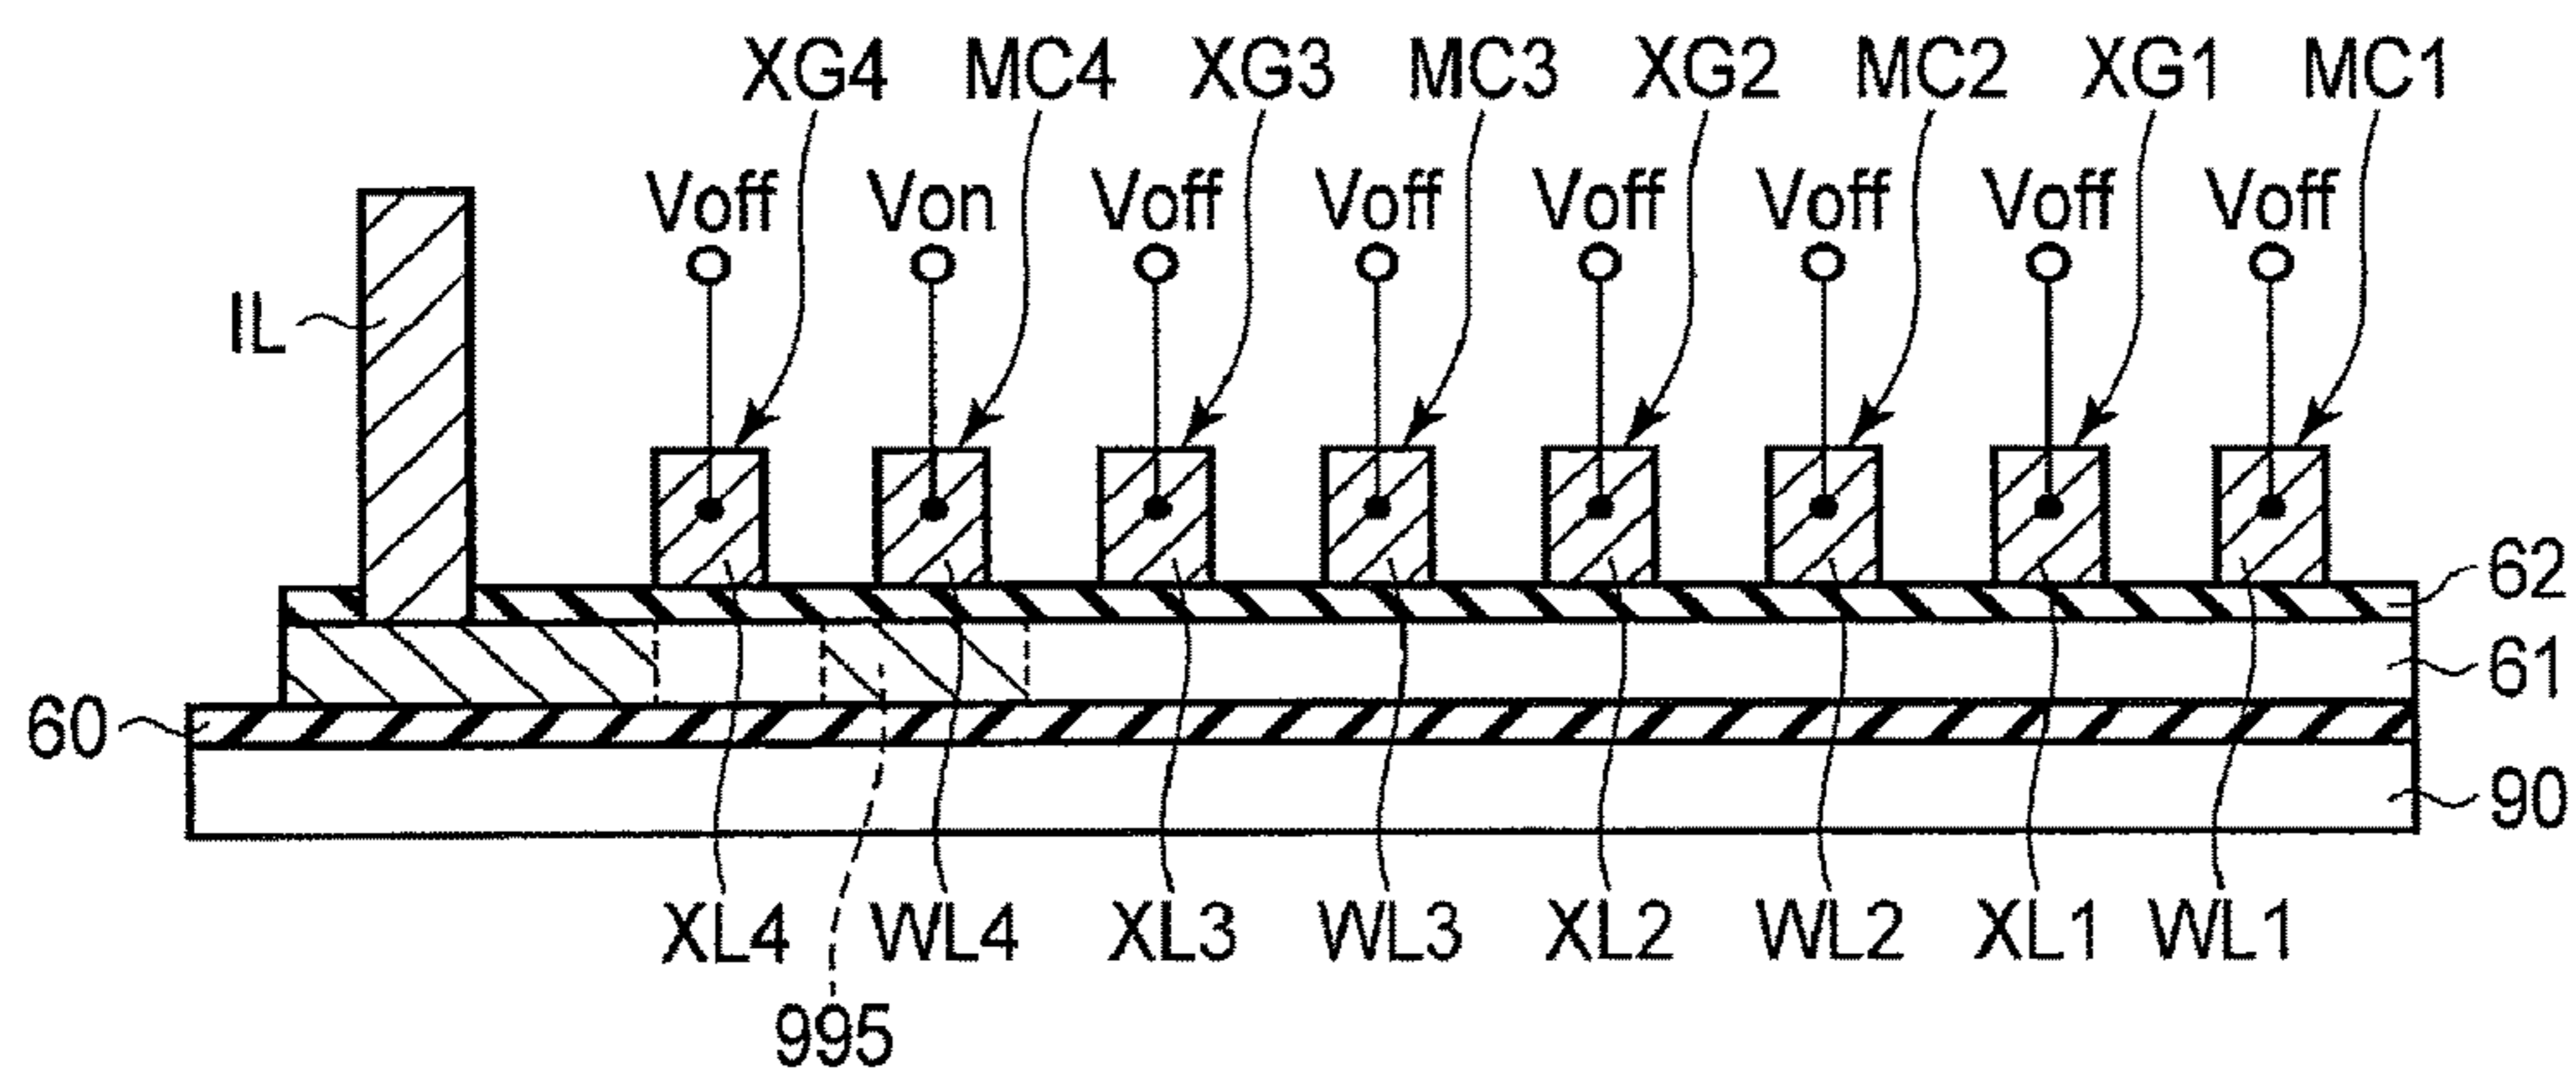 XG4 MC4 XG3 MC3 XG2 MC2 XG1 MC1
Voff Von Voff Voff Voff Voff Voff Voff
IL
62
61
60
90
XL4 WL4 XL3 WL3 XL2 WL2 XL1 WL1
995